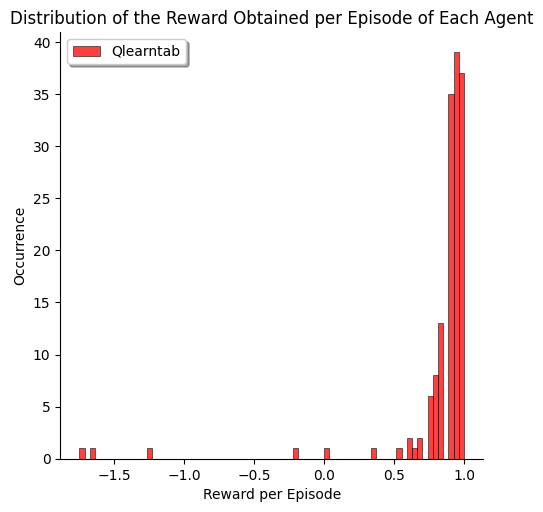 Distribution of the Reward Obtained per Episode of Each Agent
Qlearntab
40
35
30
25
20
15
10
5
0
Occurrence
−1.5 −1.0 −0.5 0.0 0.5 1.0
Reward per Episode